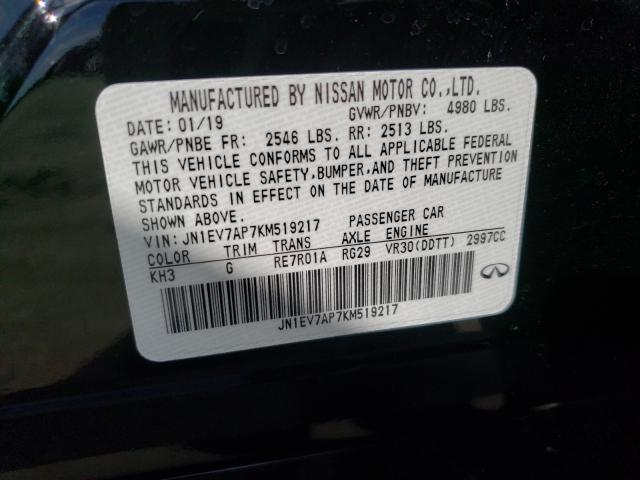 MANUFACTURED BY NISSAN MOTOR CO.,LTD.
DATE: 01/19 GVWR/PNBV: 4980 LBS.
GAWR/PNBE FR: 2546 LBS. RR: 2513 LBS.
THIS VEHICLE CONFORMS TO ALL APPLICABLE FEDERAL
MOTOR VEHICLE SAFETY,BUMPER,AND THEFT PREVENTION
STANDARDS IN EFFECT ON THE DATE OF MANUFACTURE
SHOWN ABOVE.
VIN: JN1EV7AP7KM519217 PASSENGER CAR
COLOR TRIM TRANS AXLE ENGINE
KH3 G RE7R01A RG29 VR30(DDTT) 2997CC
JN1EV7AP7KM519217